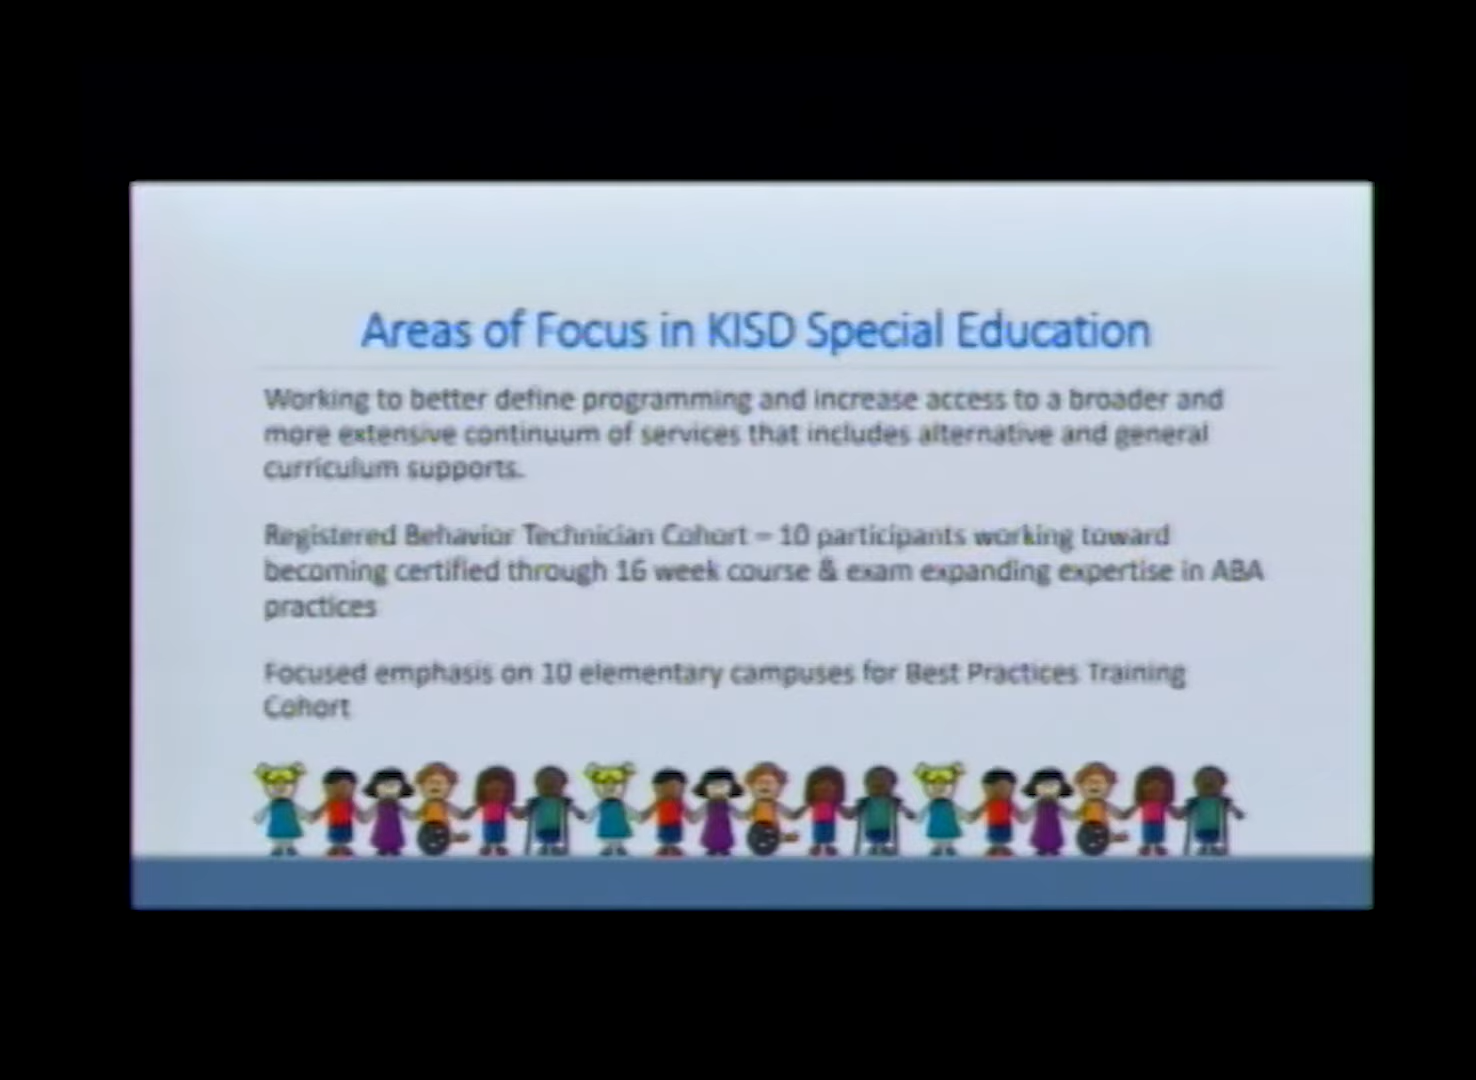 Areas of Focus in KISD Special Education
Working to better define programming and increase access to a broader and
more extensive continuum of services that includes alternative and general
curriculum supports.
Registered Behavior Technician Cohort – 10 participants working toward
becoming certified through 16 week course & exam expanding expertise in ABA
practices
Focused emphasis on 10 elementary campuses for Best Practices Training
Cohort